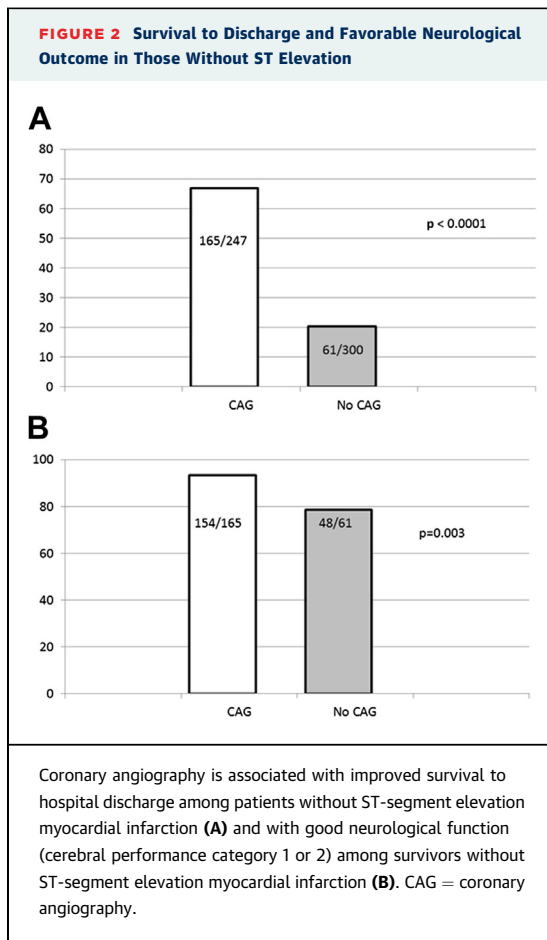 FIGURE 2 Survival to Discharge and Favorable Neurological
Outcome in Those Without ST Elevation
A
80
70
60
50
40
30
20
10
0
165/247
61/300
p < 0.0001
CAG
No CAG
B
100
80
60
40
20
0
154/165
48/61
p=0.003
CAG
No CAG
Coronary angiography is associated with improved survival to
hospital discharge among patients without ST-segment elevation
myocardial infarction (A) and with good neurological function
(cerebral performance category 1 or 2) among survivors without
ST-segment elevation myocardial infarction (B). CAG = coronary
angiography.